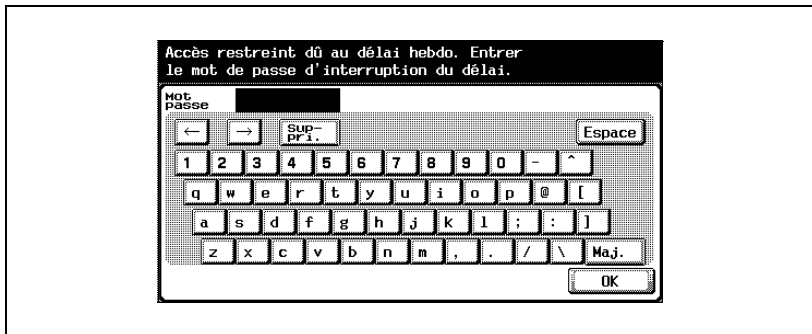 Accès restreint dû au délai hebdo. Entrer
le mot de passe d'interruption du délai.
Mot
passe
← → Sup-
pri. Espace
1 2 3 4 5 6 7 8 9 0 - ^
q w e r t y u i o p @ [
a s d f g h j k l ; : ]
z x c v b n m , . / \ Maj.
OK